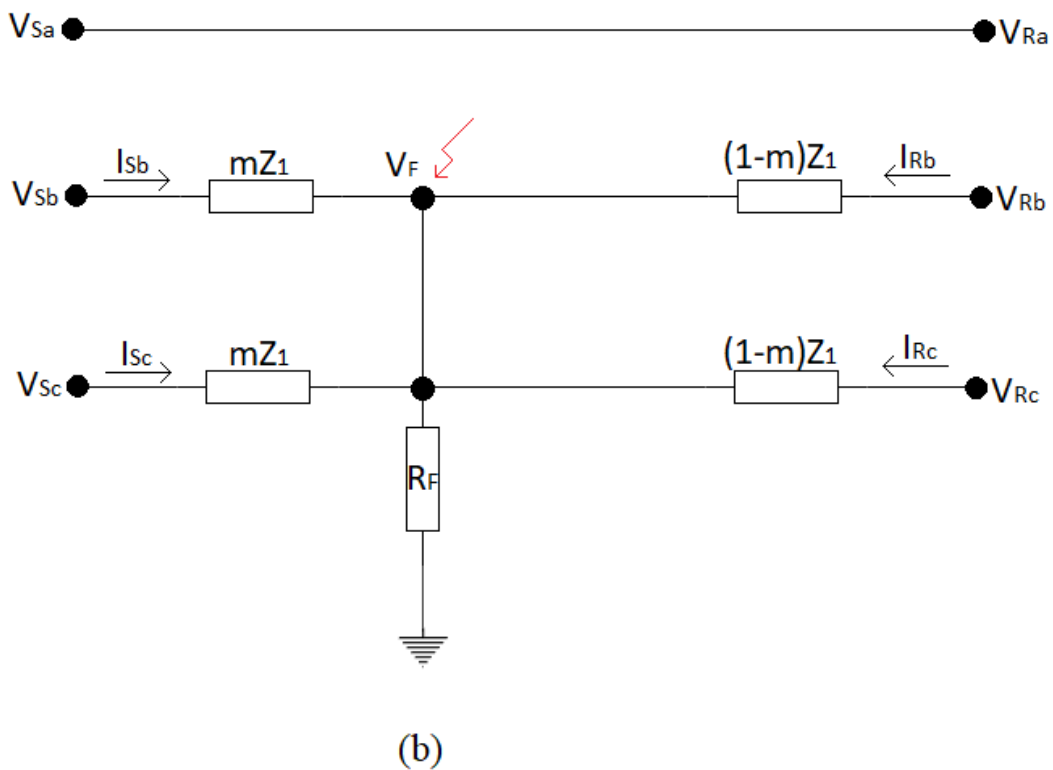 VSa VRa
ISb mZ1 VF (1-m)Z1 IRb
VSb VRb
ISc mZ1 (1-m)Z1 IRc
VSc VRc
RF
(b)